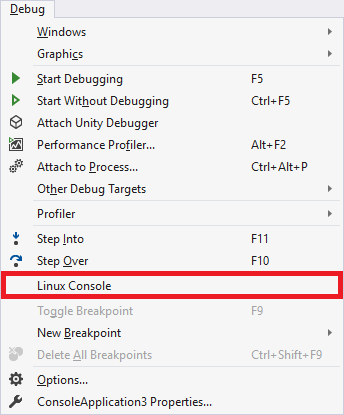 Debug
Windows
Graphics
Start Debugging F5
Start Without Debugging Ctrl+F5
Attach Unity Debugger
Performance Profiler... Alt+F2
Attach to Process... Ctrl+Alt+P
Other Debug Targets
Profiler
Step Into F11
Step Over F10
Linux Console
Toggle Breakpoint F9
New Breakpoint
Delete All Breakpoints Ctrl+Shift+F9
Options...
ConsoleApplication3 Properties...